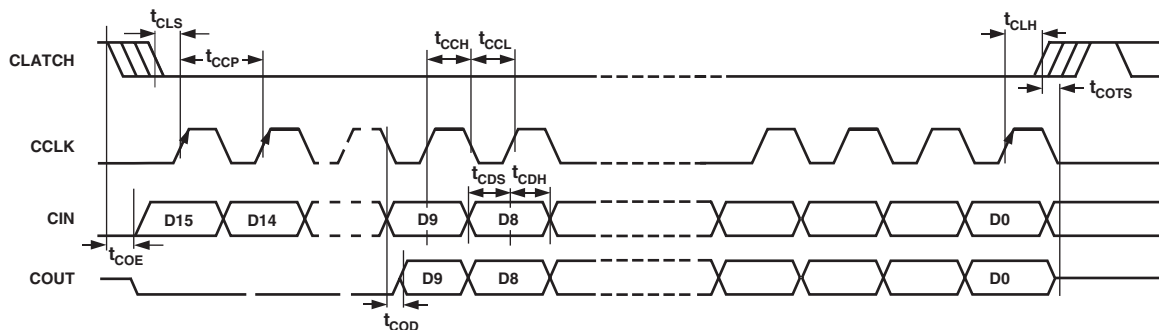 tCLS
tCCH tCCL
tCLH
CLATCH
tCCP
tCOTS
CCLK
tCDS tCDH
CIN D15 D14 D9 D8 D0
tCOE
COUT D9 D8 D0
tCOD